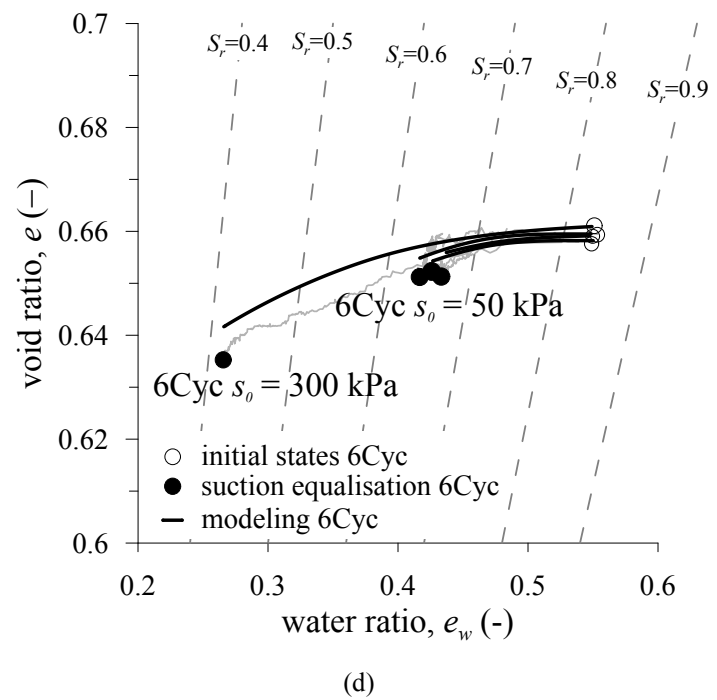 0.7
S_r=0.4
S_r=0.5
S_r=0.6
S_r=0.7
S_r=0.8
S_r=0.9
0.68
0.66
0.64
0.62
0.6
void ratio, e (–)
6Cyc s_0 = 50 kPa
6Cyc s_0 = 300 kPa
initial states 6Cyc
suction equalisation 6Cyc
modeling 6Cyc
0.2 0.3 0.4 0.5 0.6
water ratio, e_w (-)
(d)